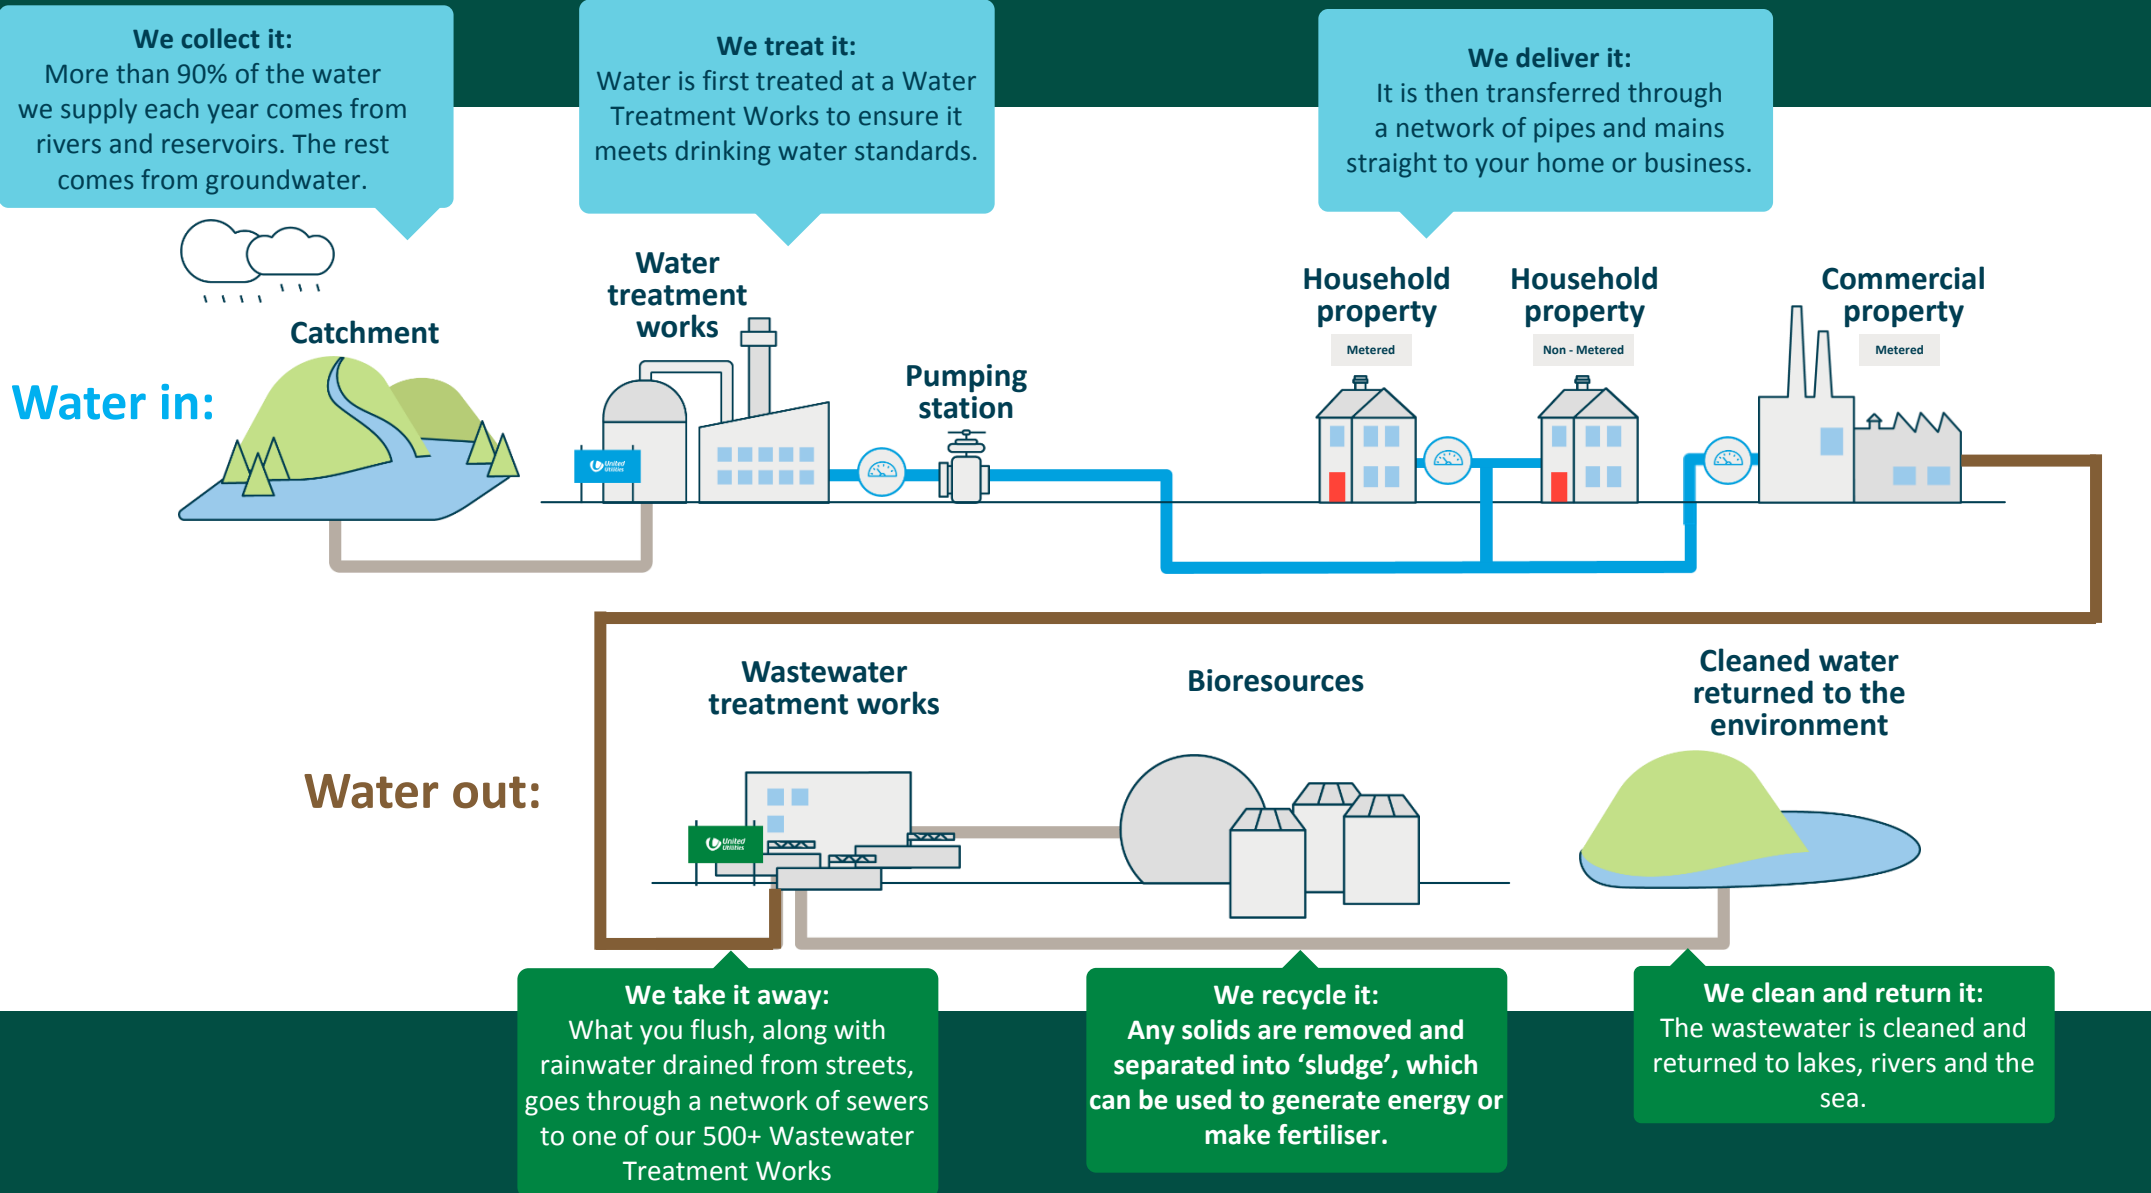 We collect it:
More than 90% of the water
we supply each year comes from
rivers and reservoirs. The rest
comes from groundwater.
We treat it:
Water is first treated at a Water
Treatment Works to ensure it
meets drinking water standards.
We deliver it:
It is then transferred through
a network of pipes and mains
straight to your home or business.
Water in:
Catchment
Water
treatment
works
United
Utilities
Pumping
station
Household
property
Metered
Household
property
Non - Metered
Commercial
property
Metered
Water out:
Wastewater
treatment works
United
Utilities
Bioresources
Cleaned water
returned to the
environment
We take it away:
What you flush, along with
rainwater drained from streets,
goes through a network of sewers
to one of our 500+ Wastewater
Treatment Works
We recycle it:
Any solids are removed and
separated into ‘sludge’, which
can be used to generate energy or
make fertiliser.
We clean and return it:
The wastewater is cleaned and
returned to lakes, rivers and the
sea.